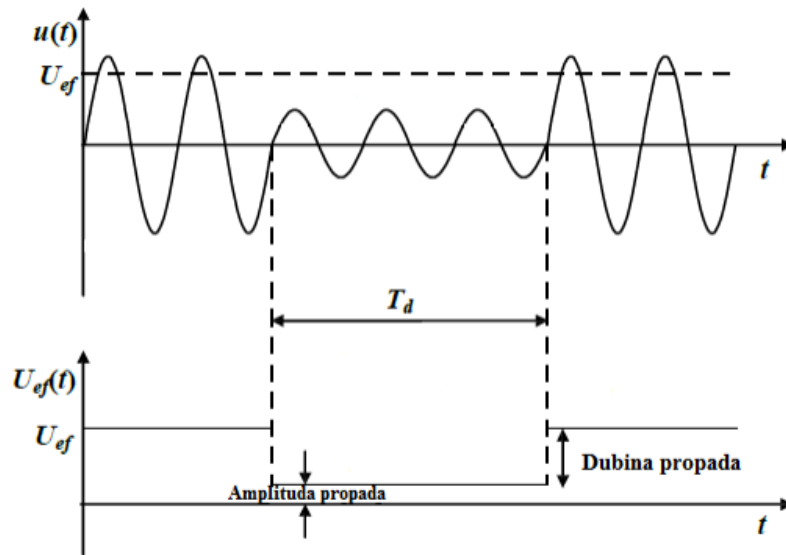 u(t)
U_ef
t
T_d
U_ef(t)
U_ef
Dubina propada
Amplituda propada
t